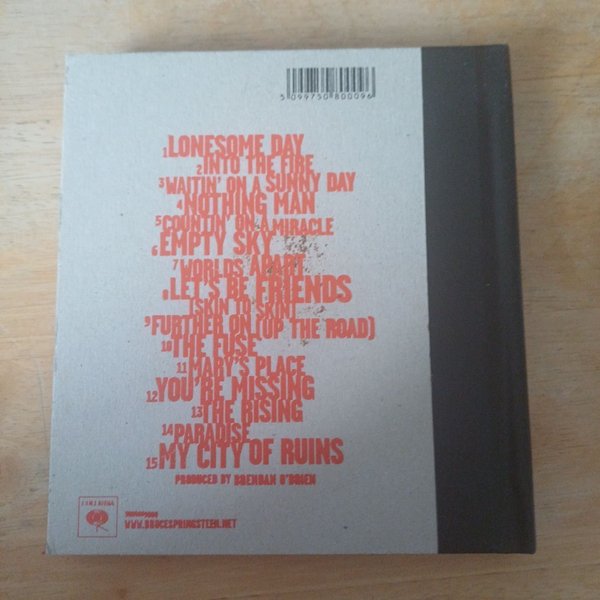 5 099750 800096
1 LONESOME DAY
2 INTO THE FIRE
3 WAITIN' ON A SUNNY DAY
4 NOTHING MAN
5 COUNTIN' ON A MIRACLE
6 EMPTY SKY
7 WORLDS APART
8 LET'S BE FRIENDS
(SKIN TO SKIN)
9 FURTHER ON (UP THE ROAD)
10 THE FUSE
11 MARY'S PLACE
12 YOU'RE MISSING
13 THE RISING
14 PARADISE
15 MY CITY OF RUINS
PRODUCED BY BRENDAN O'BRIEN
COLUMBIA
WWW.BRUCESPRINGSTEEN.NET